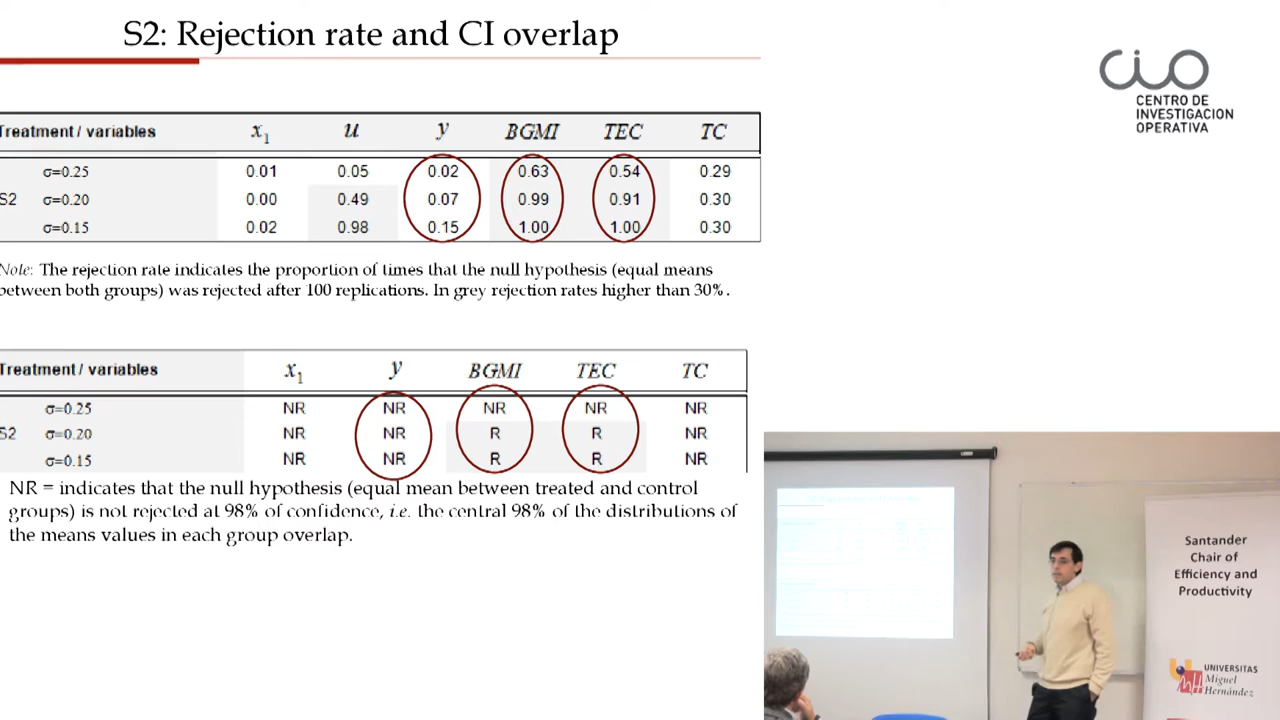 S2: Rejection rate and CI overlap
CENTRO DE
INVESTIGACION
OPERATIVA
Treatment / variables x1 u y BGMI TEC TC
σ=0.25 0.01 0.05 0.02 0.63 0.54 0.29
S2 σ=0.20 0.00 0.49 0.07 0.99 0.91 0.30
σ=0.15 0.02 0.98 0.15 1.00 1.00 0.30
Note: The rejection rate indicates the proportion of times that the null hypothesis (equal means
between both groups) was rejected after 100 replications. In grey rejection rates higher than 30%.
Treatment / variables x1 y BGMI TEC TC
σ=0.25 NR NR NR NR NR
S2 σ=0.20 NR NR R R NR
σ=0.15 NR NR R R NR
NR = indicates that the null hypothesis (equal mean between treated and control
groups) is not rejected at 98% of confidence, i.e. the central 98% of the distributions of
the means values in each group overlap.
Santander
Chair of
Efficiency and
Productivity
UNIVERSITAS
Miguel
Hernández